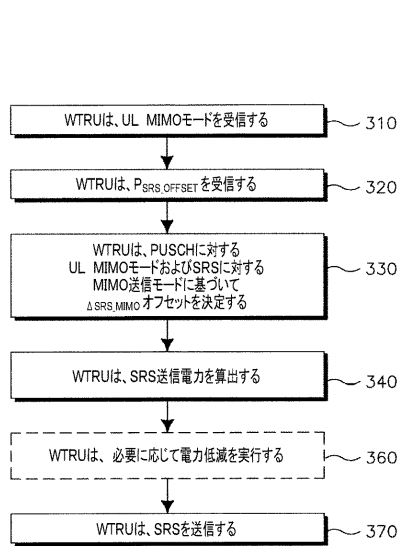 WTRUは、UL MIMOモードを受信する
310
WTRUは、PSRS_OFFSETを受信する
320
WTRUは、PUSCHに対する
UL MIMOモードおよびSRSに対する
MIMO送信モードに基づいて
ΔSRS_MIMOオフセットを決定する
330
WTRUは、SRS送信電力を算出する
340
WTRUは、必要に応じて電力低減を実行する
360
WTRUは、SRSを送信する
370